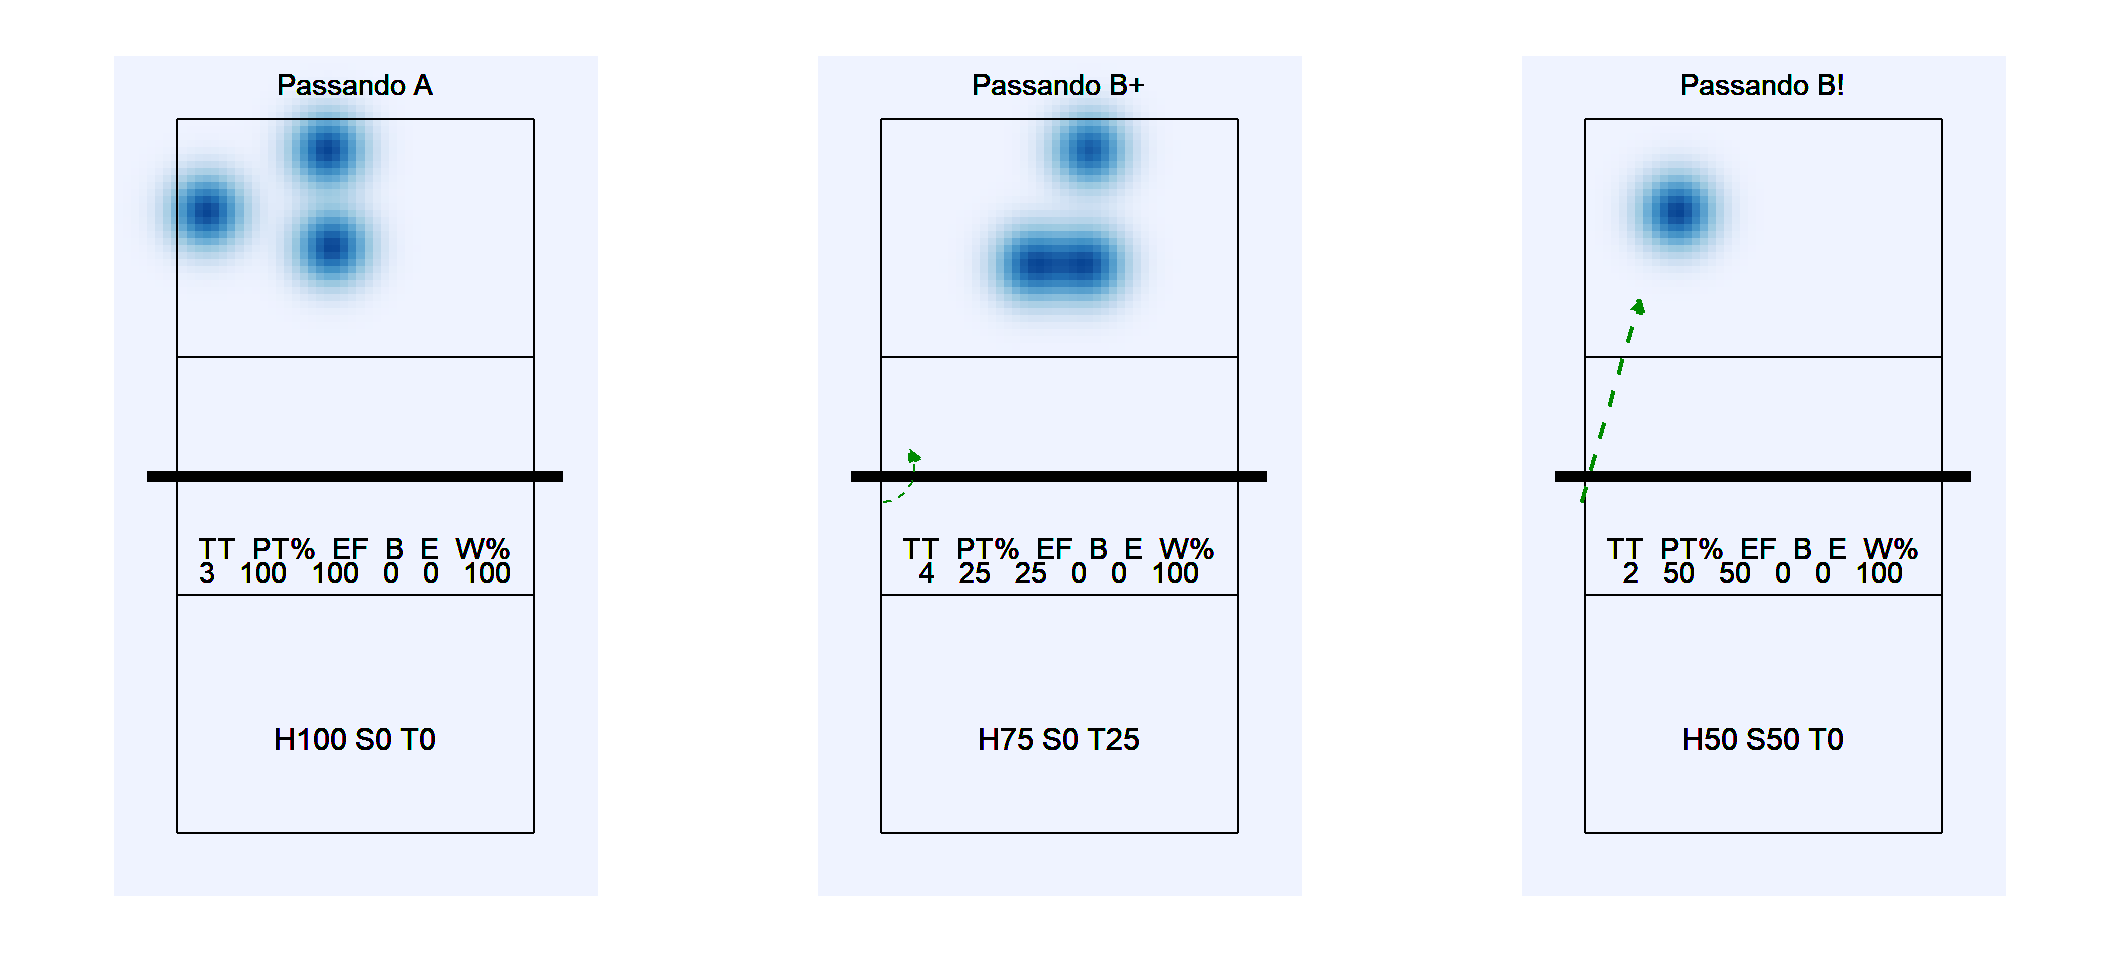 Passando A
TT PT% EF B E W%
3 100 100 0 0 100
H100 S0 T0
Passando B+
TT PT% EF B E W%
4 25 25 0 0 100
H75 S0 T25
Passando B!
TT PT% EF B E W%
2 50 50 0 0 100
H50 S50 T0